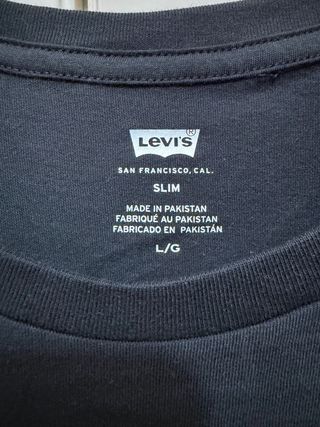 Levi's®
SAN FRANCISCO, CAL.
SLIM
MADE IN PAKISTAN
FABRIQUÉ AU PAKISTAN
FABRICADO EN PAKISTÁN
L/G